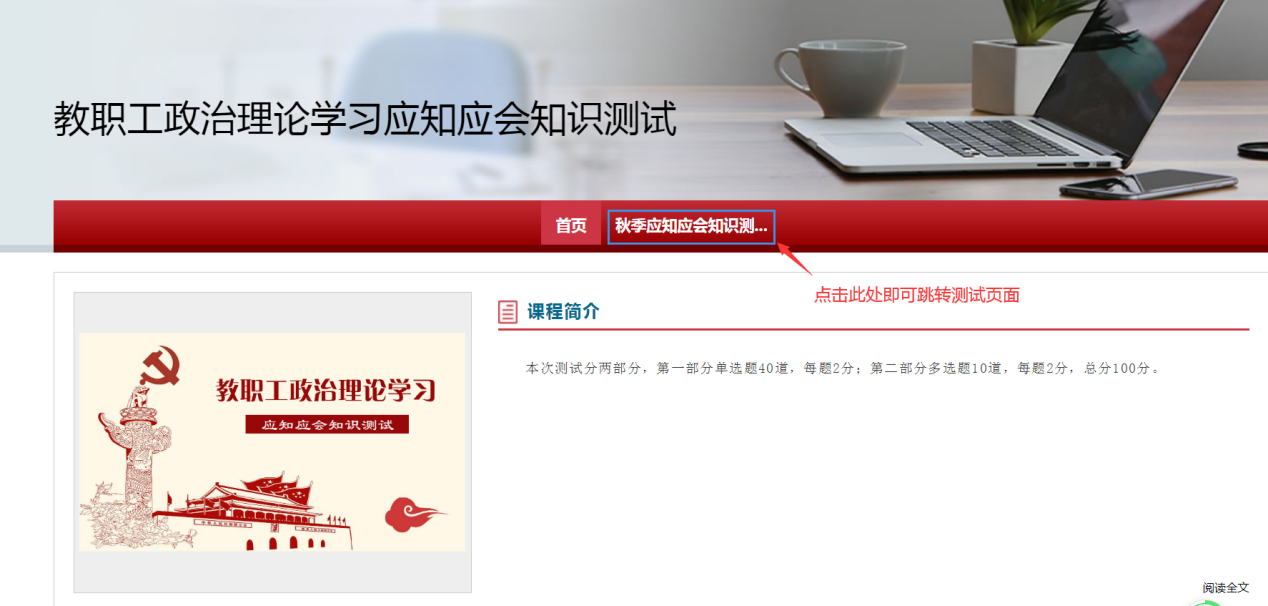 教职工政治理论学习应知应会知识测试
首页
秋季应知应会知识测...
点击此处即可跳转测试页面
课程简介
教职工政治理论学习
应知应会知识测试
本次测试分两部分，第一部分单选题40道，每题2分；第二部分多选题10道，每题2分，总分100分。
阅读全文